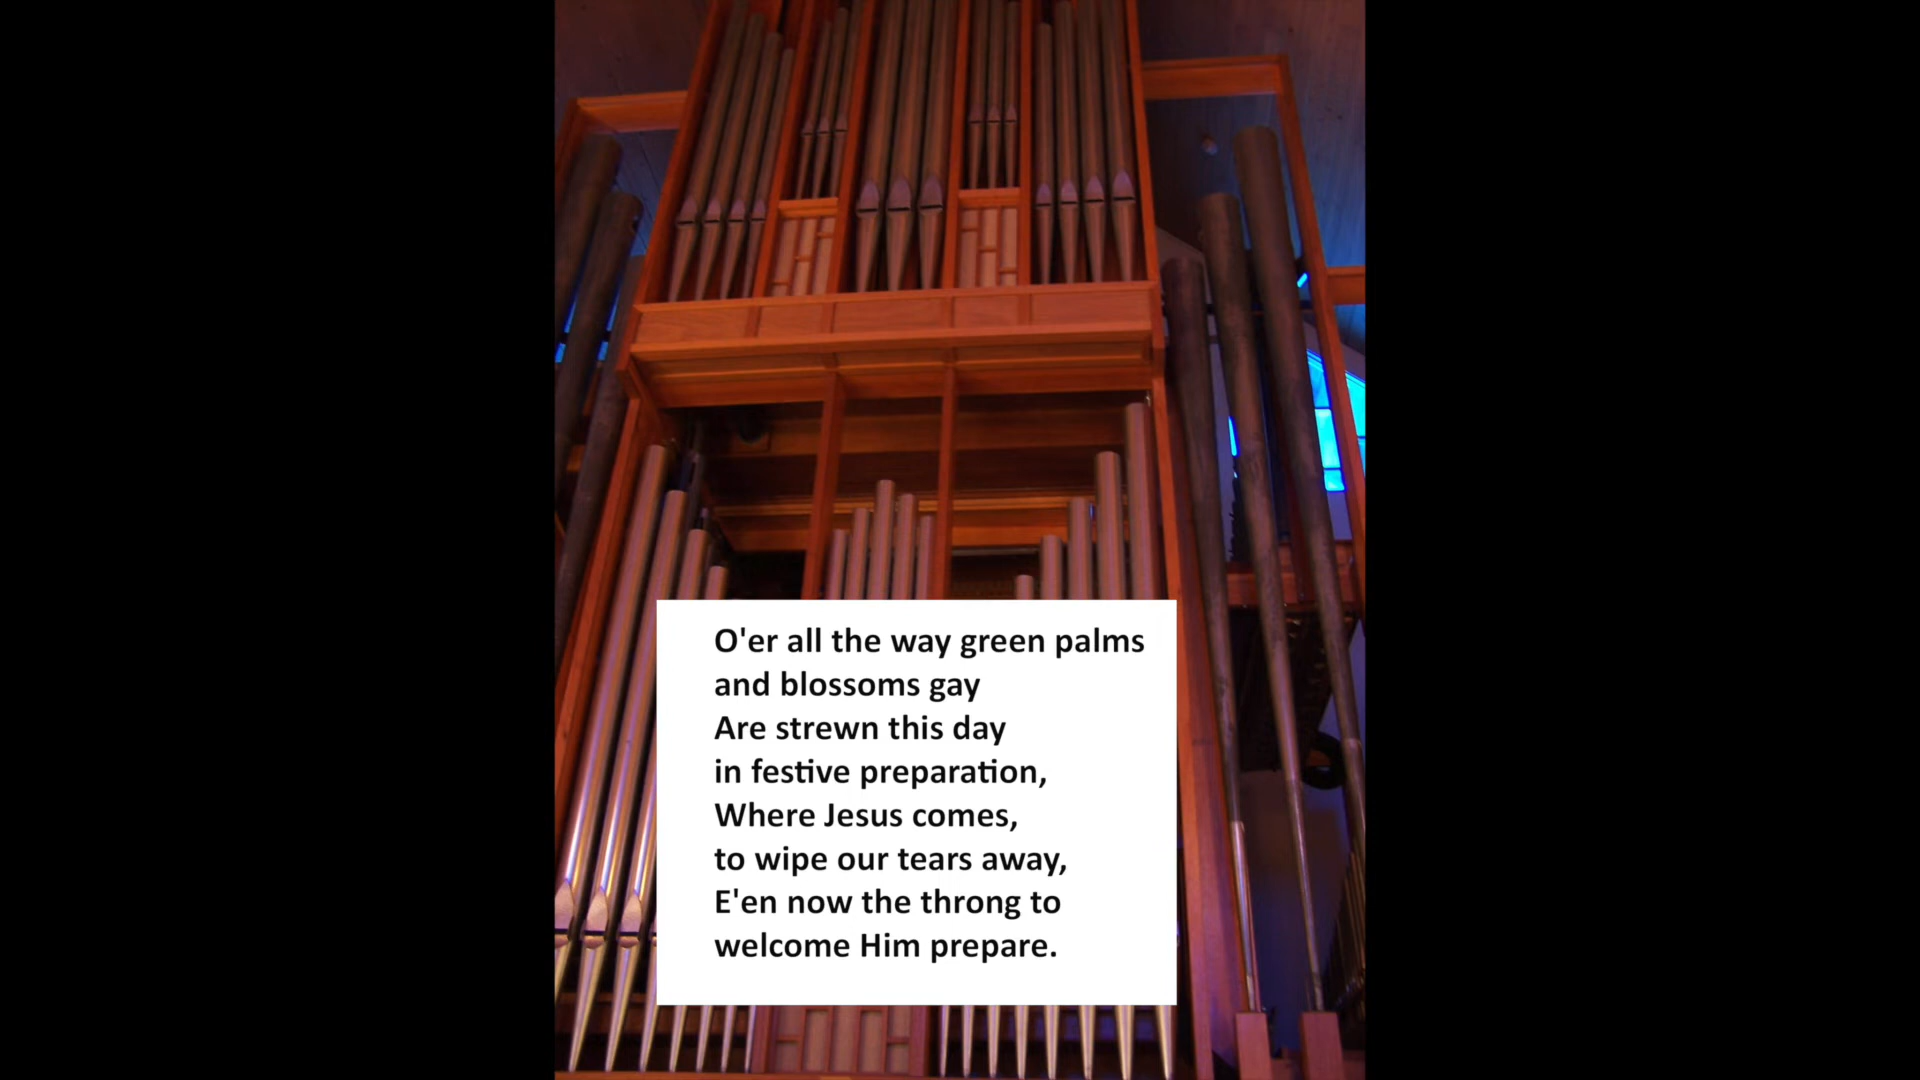 O'er all the way green palms
and blossoms gay
Are strewn this day
in festive preparation,
Where Jesus comes,
to wipe our tears away,
E'en now the throng to
welcome Him prepare.